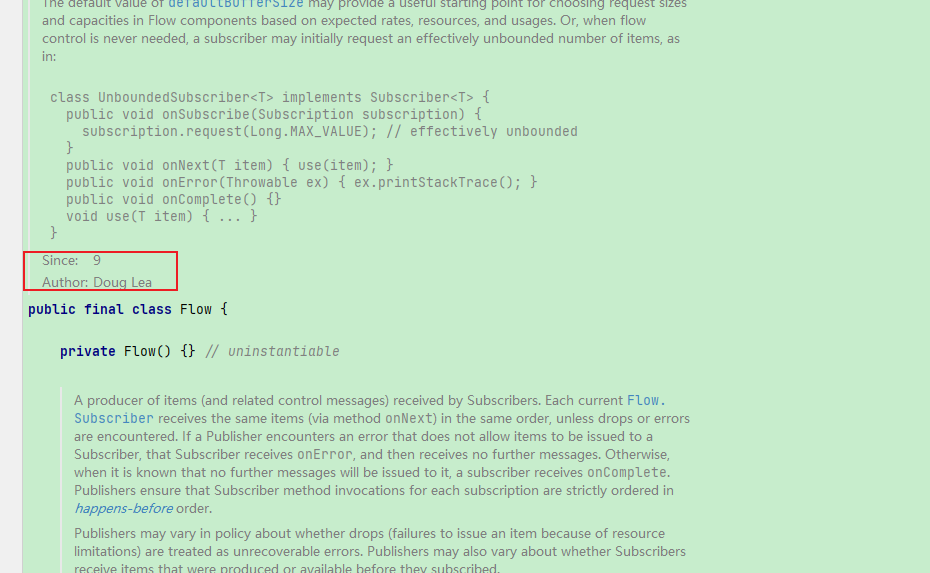 The default value of defaultBufferSize may provide a useful starting point for choosing request sizes
and capacities in Flow components based on expected rates, resources, and usages. Or, when flow
control is never needed, a subscriber may initially request an effectively unbounded number of items, as
in:
class UnboundedSubscriber<T> implements Subscriber<T> {
  public void onSubscribe(Subscription subscription) {
    subscription.request(Long.MAX_VALUE); // effectively unbounded
  }
  public void onNext(T item) { use(item); }
  public void onError(Throwable ex) { ex.printStackTrace(); }
  public void onComplete() {}
  void use(T item) { ... }
}
Since: 9
Author: Doug Lea
public final class Flow {
    private Flow() {} // uninstantiable
A producer of items (and related control messages) received by Subscribers. Each current Flow.
Subscriber receives the same items (via method onNext) in the same order, unless drops or errors
are encountered. If a Publisher encounters an error that does not allow items to be issued to a
Subscriber, that Subscriber receives onError, and then receives no further messages. Otherwise,
when it is known that no further messages will be issued to it, a subscriber receives onComplete.
Publishers ensure that Subscriber method invocations for each subscription are strictly ordered in
happens-before order.
Publishers may vary in policy about whether drops (failures to issue an item because of resource
limitations) are treated as unrecoverable errors. Publishers may also vary about whether Subscribers
receive items that were produced or available before they subscribed.